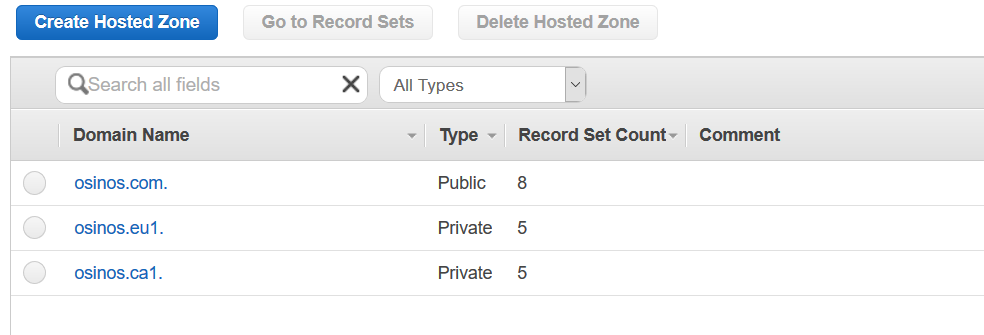 Create Hosted Zone Go to Record Sets Delete Hosted Zone
Search all fields All Types
Domain Name Type Record Set Count Comment
osinos.com. Public 8
osinos.eu1. Private 5
osinos.ca1. Private 5